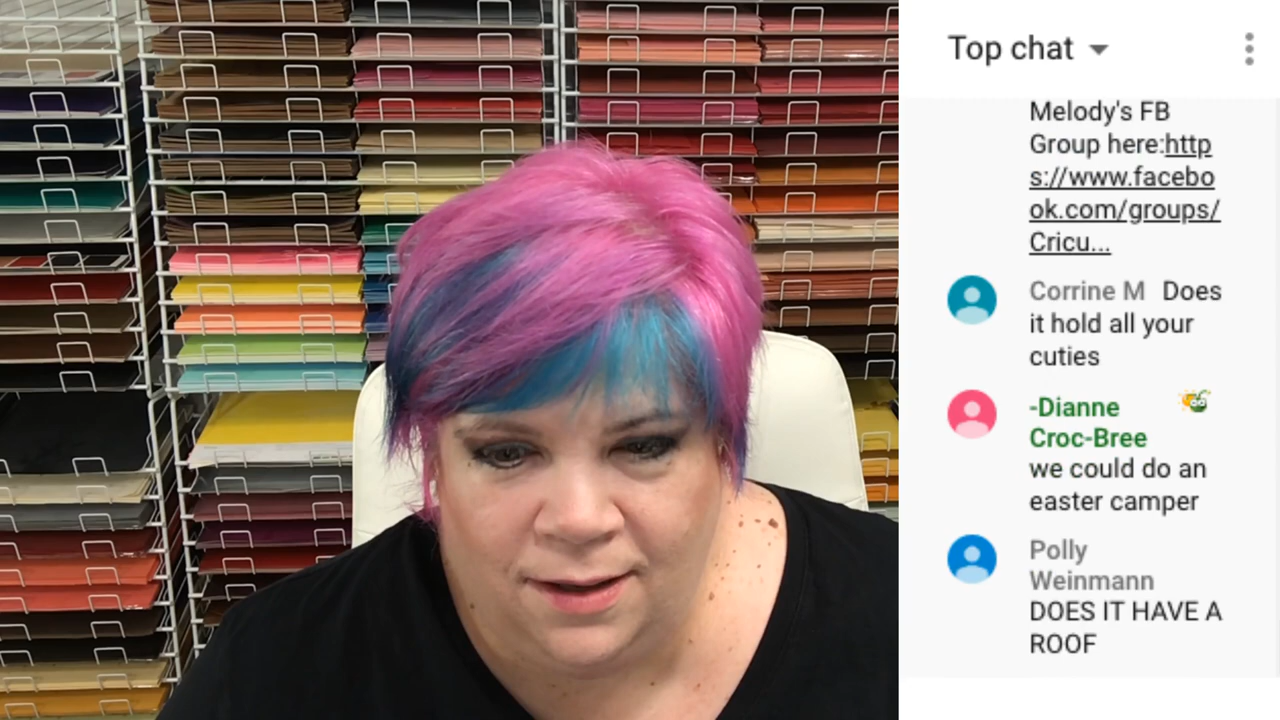 Top chat
Melody's FB
Group here:http
s://www.facebo
ok.com/groups/
Cricu...
Corrine M Does
it hold all your
cuties
-Dianne
Croc-Bree
we could do an
easter camper
Polly
Weinmann
DOES IT HAVE A
ROOF